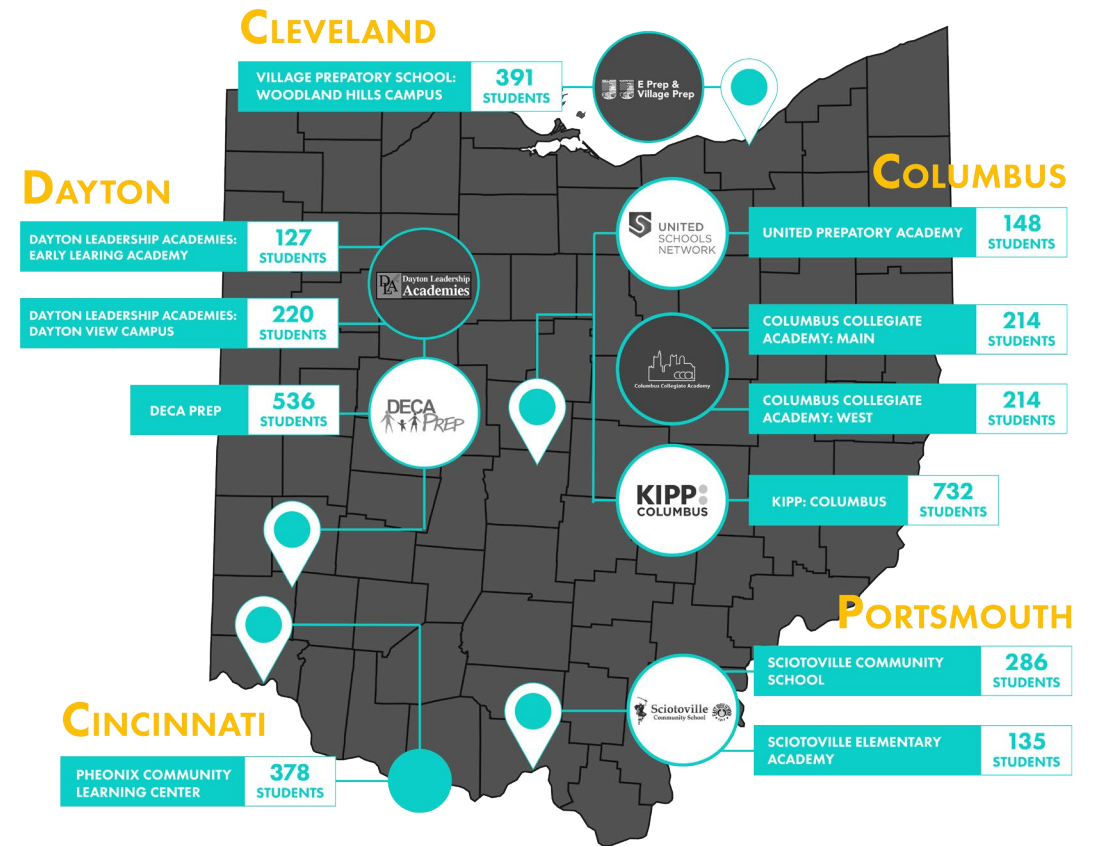 CLEVELAND
VILLAGE PREPATORY SCHOOL:
WOODLAND HILLS CAMPUS
391
STUDENTS
E Prep &
Village Prep
DAYTON
DAYTON LEADERSHIP ACADEMIES:
EARLY LEARING ACADEMY
127
STUDENTS
DAYTON LEADERSHIP ACADEMIES:
DAYTON VIEW CAMPUS
220
STUDENTS
DLA
Dayton Leadership
Academies
DECA PREP
536
STUDENTS
DECA
PREP
COLUMBUS
UNITED
SCHOOLS
NETWORK
UNITED PREPATORY ACADEMY
148
STUDENTS
COLUMBUS COLLEGIATE
ACADEMY: MAIN
214
STUDENTS
cca
Columbus Collegiate Academy
COLUMBUS COLLEGIATE
ACADEMY: WEST
214
STUDENTS
KIPP:
COLUMBUS
KIPP: COLUMBUS
732
STUDENTS
PORTSMOUTH
SCIOTOVILLE COMMUNITY
SCHOOL
286
STUDENTS
Sciotoville
Community School
SCIOTOVILLE ELEMENTARY
ACADEMY
135
STUDENTS
CINCINNATI
PHEONIX COMMUNITY
LEARNING CENTER
378
STUDENTS